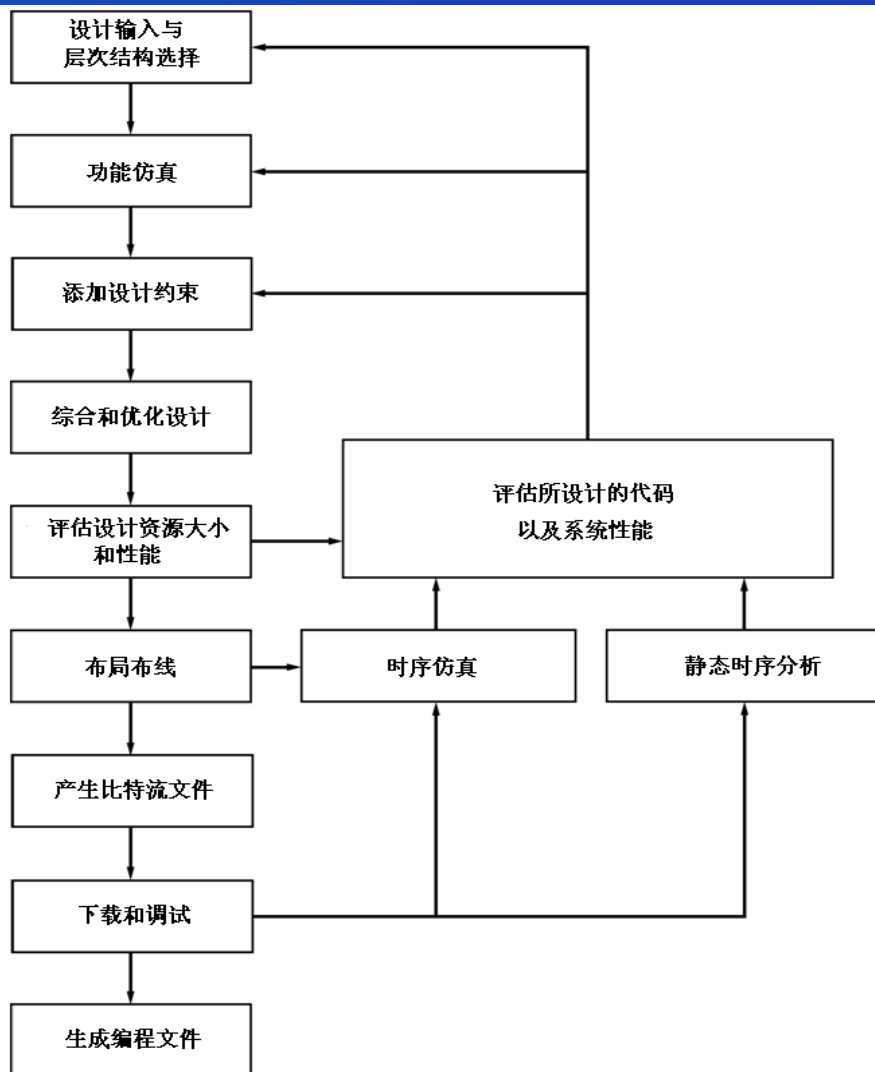 设计输入与
层次结构选择
功能仿真
添加设计约束
综合和优化设计
评估所设计的代码
以及系统性能
评估设计资源大小
和性能
布局布线
时序仿真
静态时序分析
产生比特流文件
下载和调试
生成编程文件